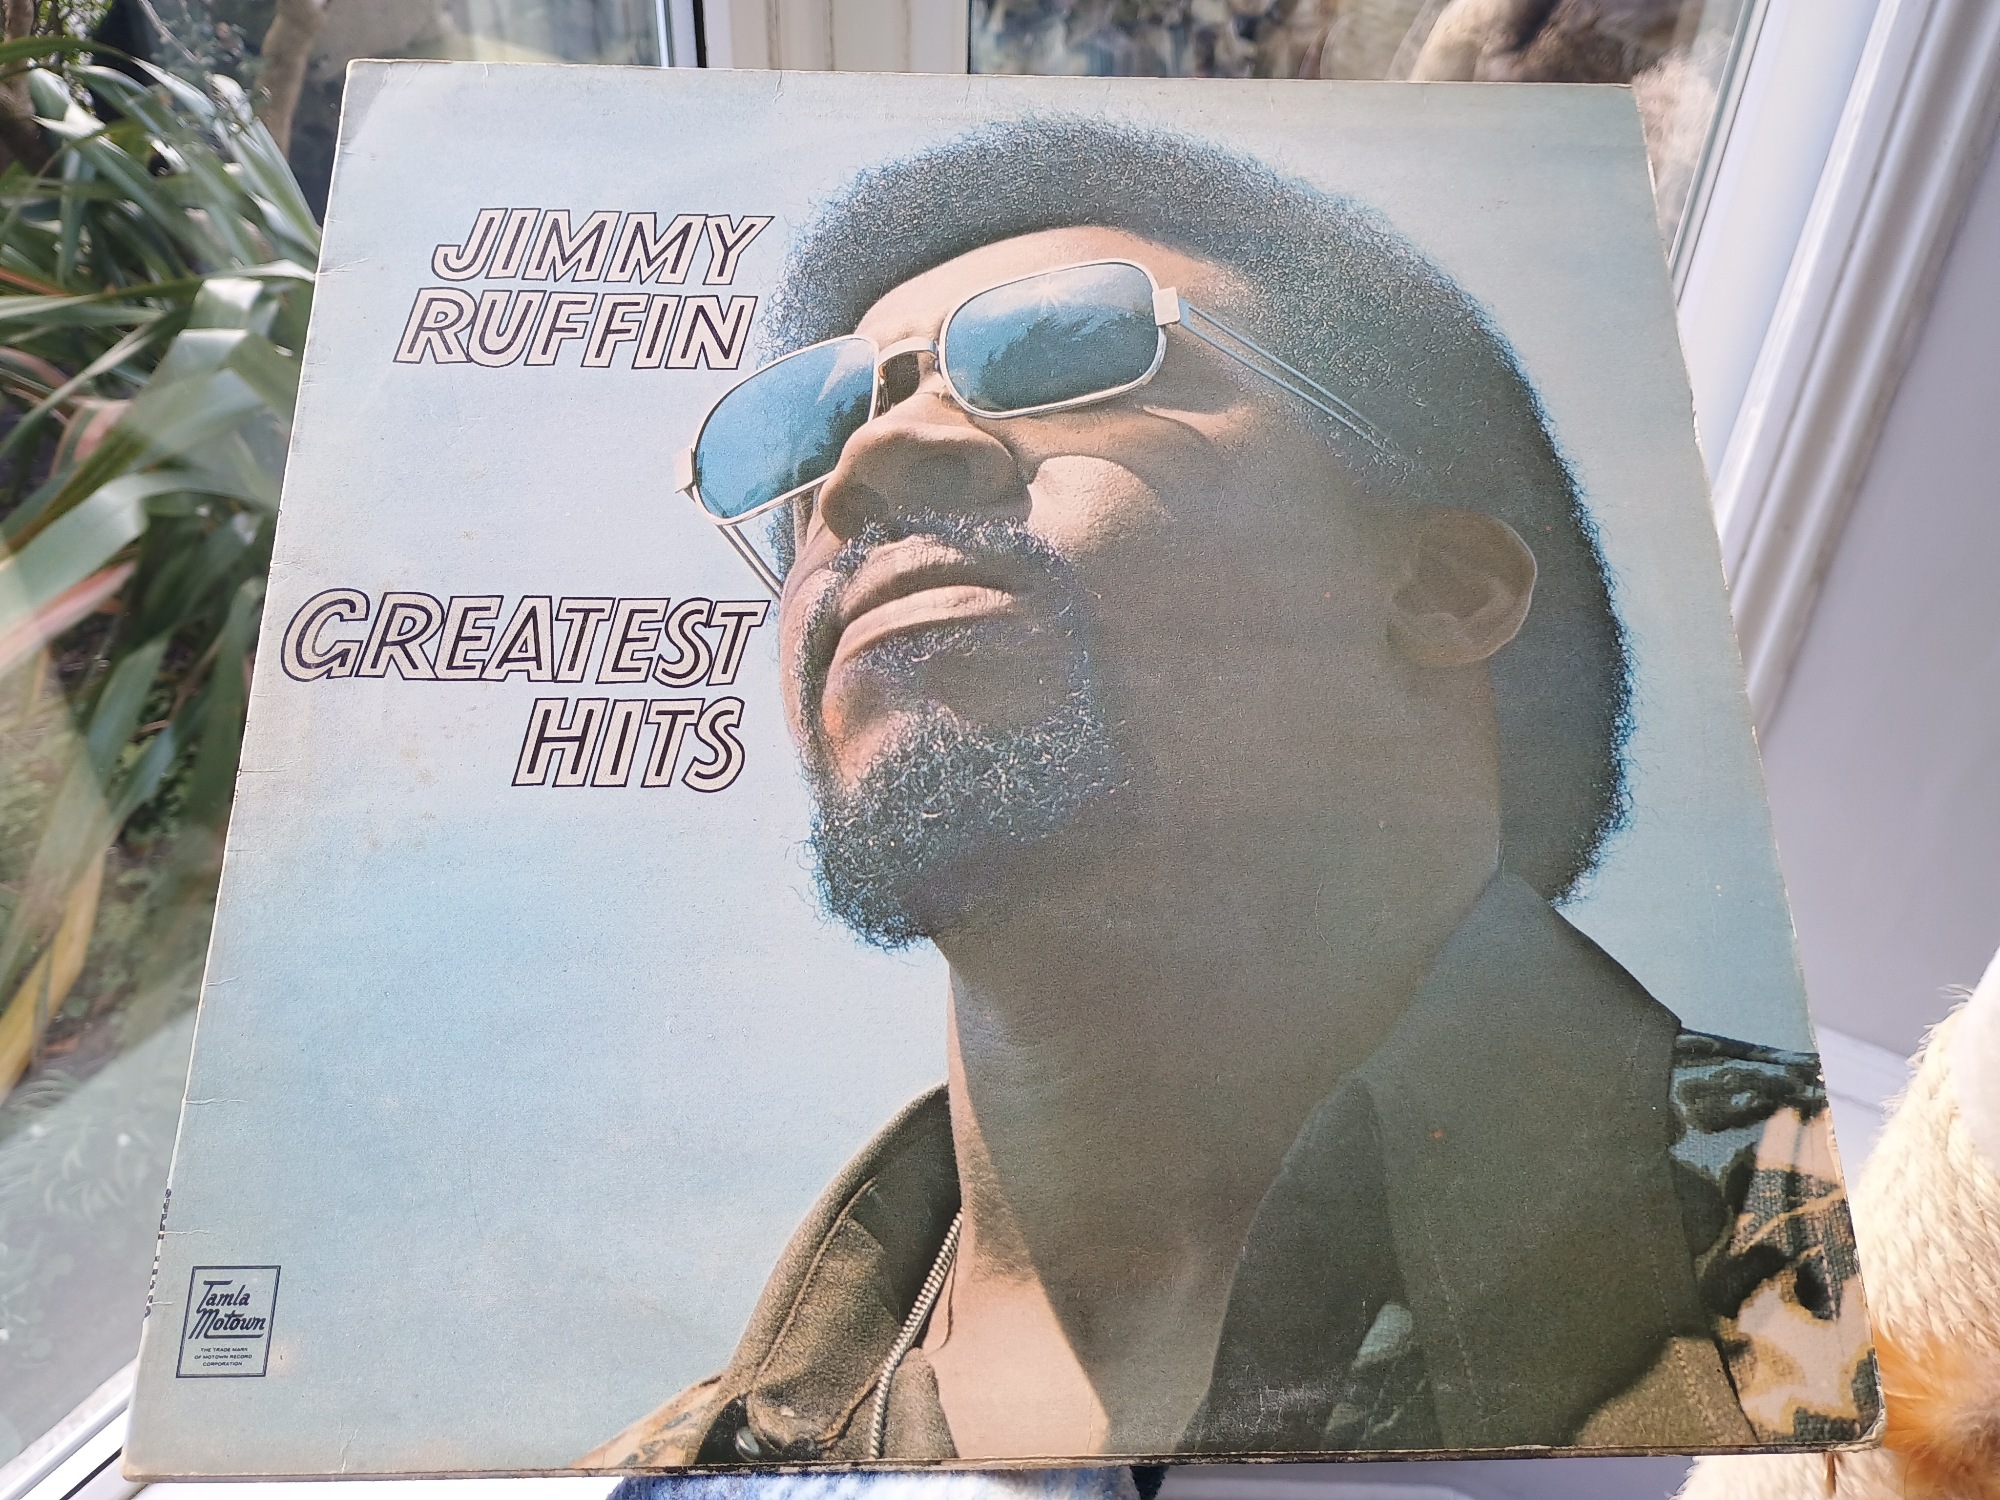 JIMMY
RUFFIN
GREATEST
HITS
Tamla
Motown
THE TRADE MARK
OF MOTOWN RECORD
CORPORATION